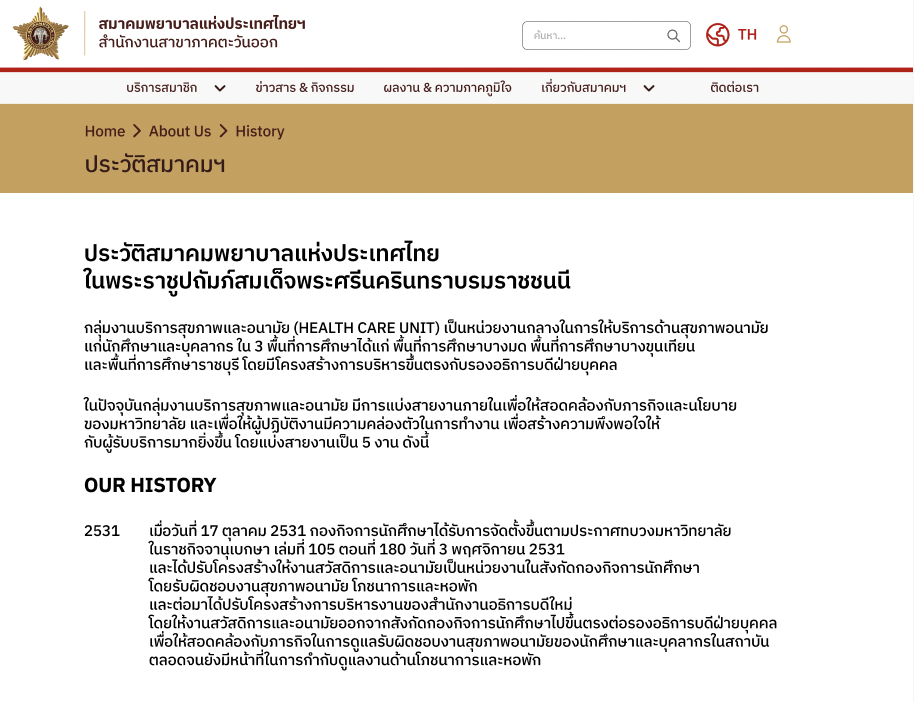 สมาคมพยาบาลแห่งประเทศไทยฯ
สำนักงานสาขาภาคตะวันออก
ค้นหา...
TH
บริการสมาชิก ข่าวสาร & กิจกรรม ผลงาน & ความภาคภูมิใจ เกี่ยวกับสมาคมฯ ติดต่อเรา
Home > About Us > History
ประวัติสมาคมฯ
ประวัติสมาคมพยาบาลแห่งประเทศไทย
ในพระราชูปถัมภ์สมเด็จพระศรีนครินทราบรมราชชนนี
กลุ่มงานบริการสุขภาพและอนามัย (HEALTH CARE UNIT) เป็นหน่วยงานกลางในการให้บริการด้านสุขภาพอนามัย
แก่นักศึกษาและบุคลากร ใน 3 พื้นที่การศึกษาได้แก่ พื้นที่การศึกษาบางมด พื้นที่การศึกษาบางขุนเทียน
และพื้นที่การศึกษาราชบุรี โดยมีโครงสร้างการบริหารขึ้นตรงกับรองอธิการบดีฝ่ายบุคคล
ในปัจจุบันกลุ่มงานบริการสุขภาพและอนามัย มีการแบ่งสายงานภายในเพื่อให้สอดคล้องกับภารกิจและนโยบาย
ของมหาวิทยาลัย และเพื่อให้ผู้ปฏิบัติงานมีความคล่องตัวในการทำงาน เพื่อสร้างความพึงพอใจให้
กับผู้รับบริการมากยิ่งขึ้น โดยแบ่งสายงานเป็น 5 งาน ดังนี้
OUR HISTORY
2531 เมื่อวันที่ 17 ตุลาคม 2531 กองกิจการนักศึกษาได้รับการจัดตั้งขึ้นตามประกาศทบวงมหาวิทยาลัย
ในราชกิจจานุเบกษา เล่มที่ 105 ตอนที่ 180 วันที่ 3 พฤศจิกายน 2531
และได้ปรับโครงสร้างให้งานสวัสดิการและอนามัยเป็นหน่วยงานในสังกัดกองกิจการนักศึกษา
โดยรับผิดชอบงานสุขภาพอนามัย โภชนาการและหอพัก
และต่อมาได้ปรับโครงสร้างการบริหารงานของสำนักงานอธิการบดีใหม่
โดยให้งานสวัสดิการและอนามัยออกจากสังกัดกองกิจการนักศึกษาไปขึ้นตรงต่อรองอธิการบดีฝ่ายบุคคล
เพื่อให้สอดคล้องกับภารกิจในการดูแลรับผิดชอบงานสุขภาพอนามัยของนักศึกษาและบุคลากรในสถาบัน
ตลอดจนยังมีหน้าที่ในการกำกับดูแลงานด้านโภชนาการและหอพัก